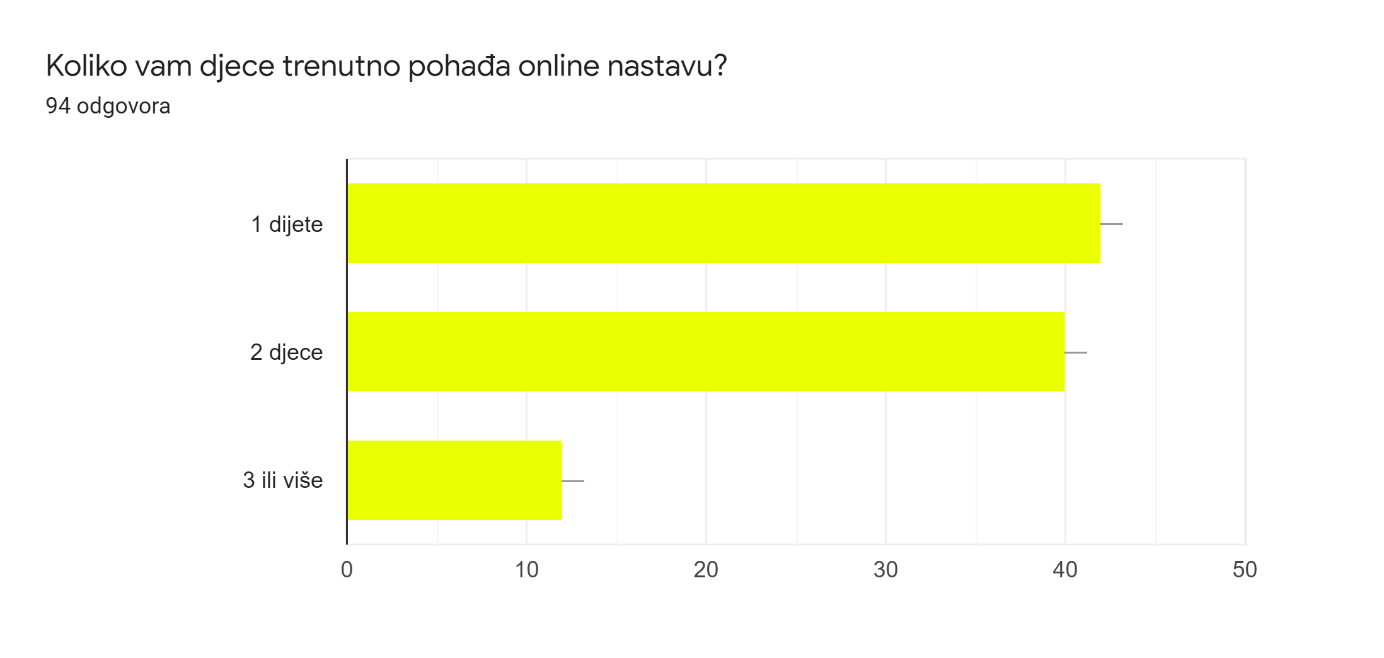 Koliko vam djece trenutno pohađa online nastavu?
94 odgovora
1 dijete
2 djece
3 ili više
0 10 20 30 40 50